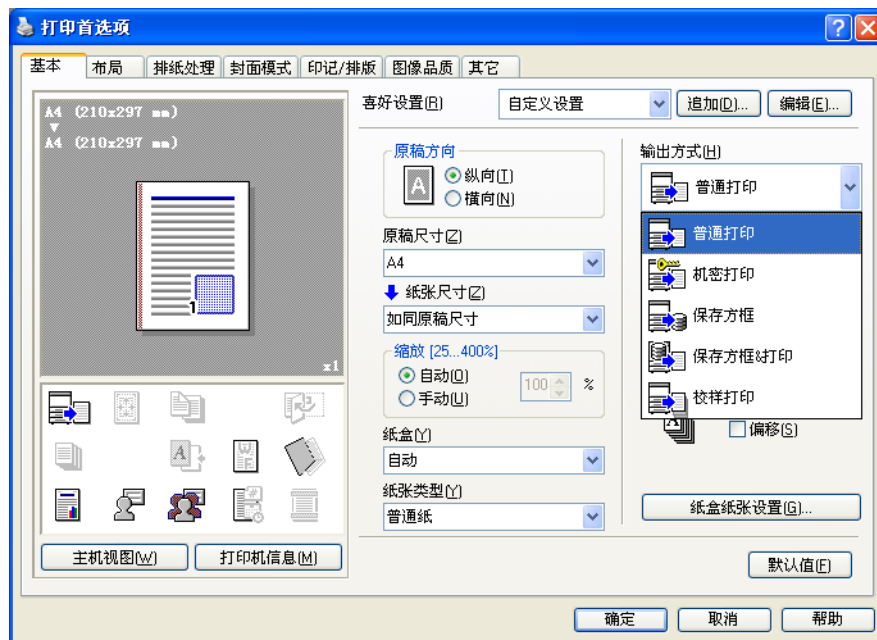 打印首选项
基本 布局 排纸处理 封面模式 印记/排版 图像品质 其它
A4 (210x297 mm)
A4 (210x297 mm)
1
x1
主机视图(W) 打印机信息(M)
喜好设置(R) 自定义设置 追加(D)... 编辑(E)...
原稿方向
A
纵向(T)
横向(N)
原稿尺寸(Z)
A4
纸张尺寸(Z)
如同原稿尺寸
缩放 [25...400%]
自动(O)
手动(U)
100 %
纸盒(Y)
自动
纸张类型(Y)
普通纸
输出方式(H)
普通打印
普通打印
机密打印
保存方框
保存方框&打印
校样打印
偏移(S)
纸盒纸张设置(G)...
默认值(F)
确定 取消 帮助